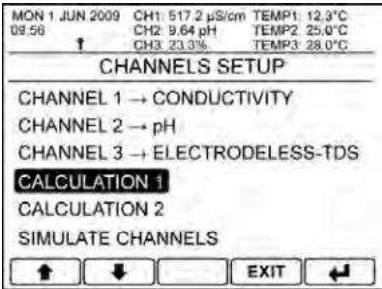 MON 1 JUN 2009 CH1: 517.2 µS/cm TEMP1: 12.3°C
09:56 CH2: 9.64 pH TEMP2: 25.0°C
CH3: 23.3% TEMP3: 28.0°C
CHANNELS SETUP
CHANNEL 1 → CONDUCTIVITY
CHANNEL 2 → pH
CHANNEL 3 → ELECTRODELESS-TDS
CALCULATION 1
CALCULATION 2
SIMULATE CHANNELS
EXIT